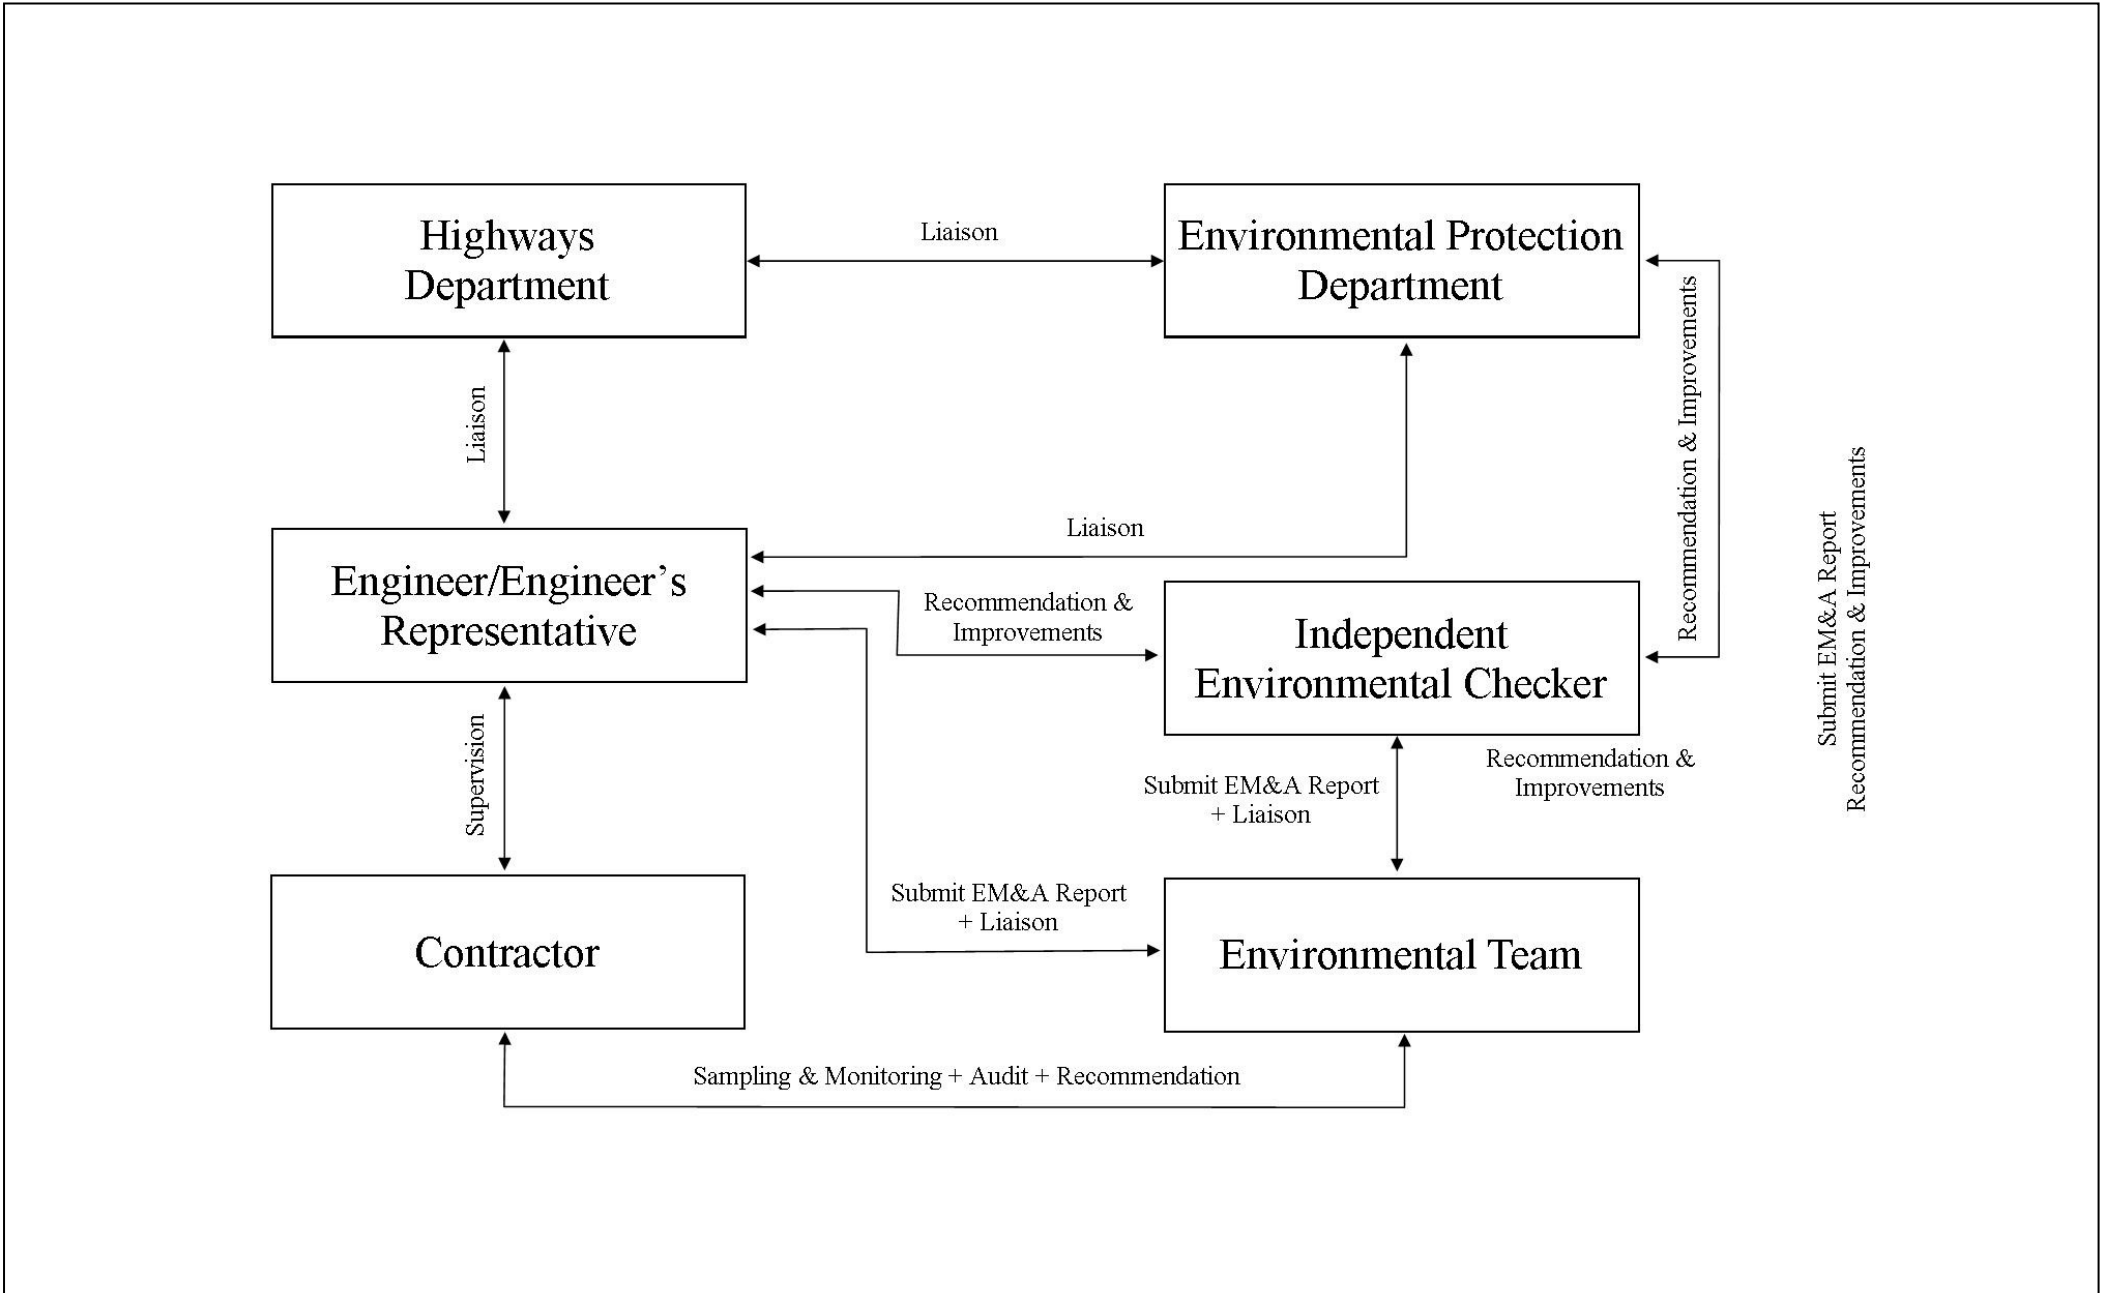 Highways
Department
Liaison
Environmental Protection
Department
Liaison
Recommendation & Improvements
Submit EM&A Report
Recommendation & Improvements
Liaison
Engineer/Engineer’s
Representative
Recommendation &
Improvements
Independent
Environmental Checker
Supervision
Submit EM&A Report
+ Liaison
Recommendation &
Improvements
Submit EM&A Report
+ Liaison
Contractor
Environmental Team
Sampling & Monitoring + Audit + Recommendation